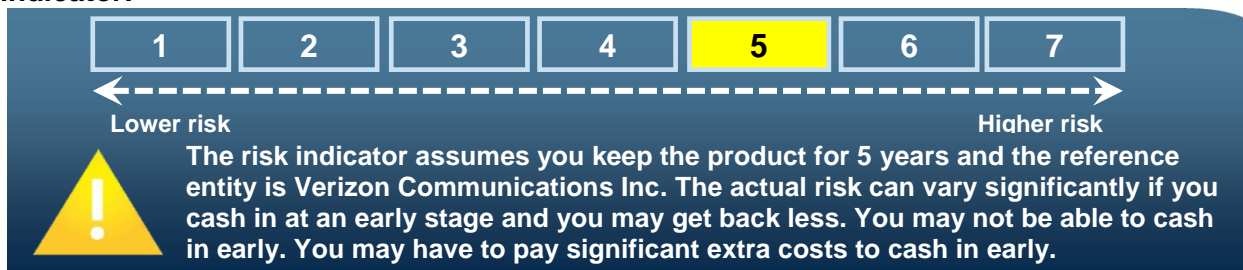 1 2 3 4 5 6 7
Lower risk Higher risk
The risk indicator assumes you keep the product for 5 years and the reference
entity is Verizon Communications Inc. The actual risk can vary significantly if you
cash in at an early stage and you may get back less. You may not be able to cash
in early. You may have to pay significant extra costs to cash in early.